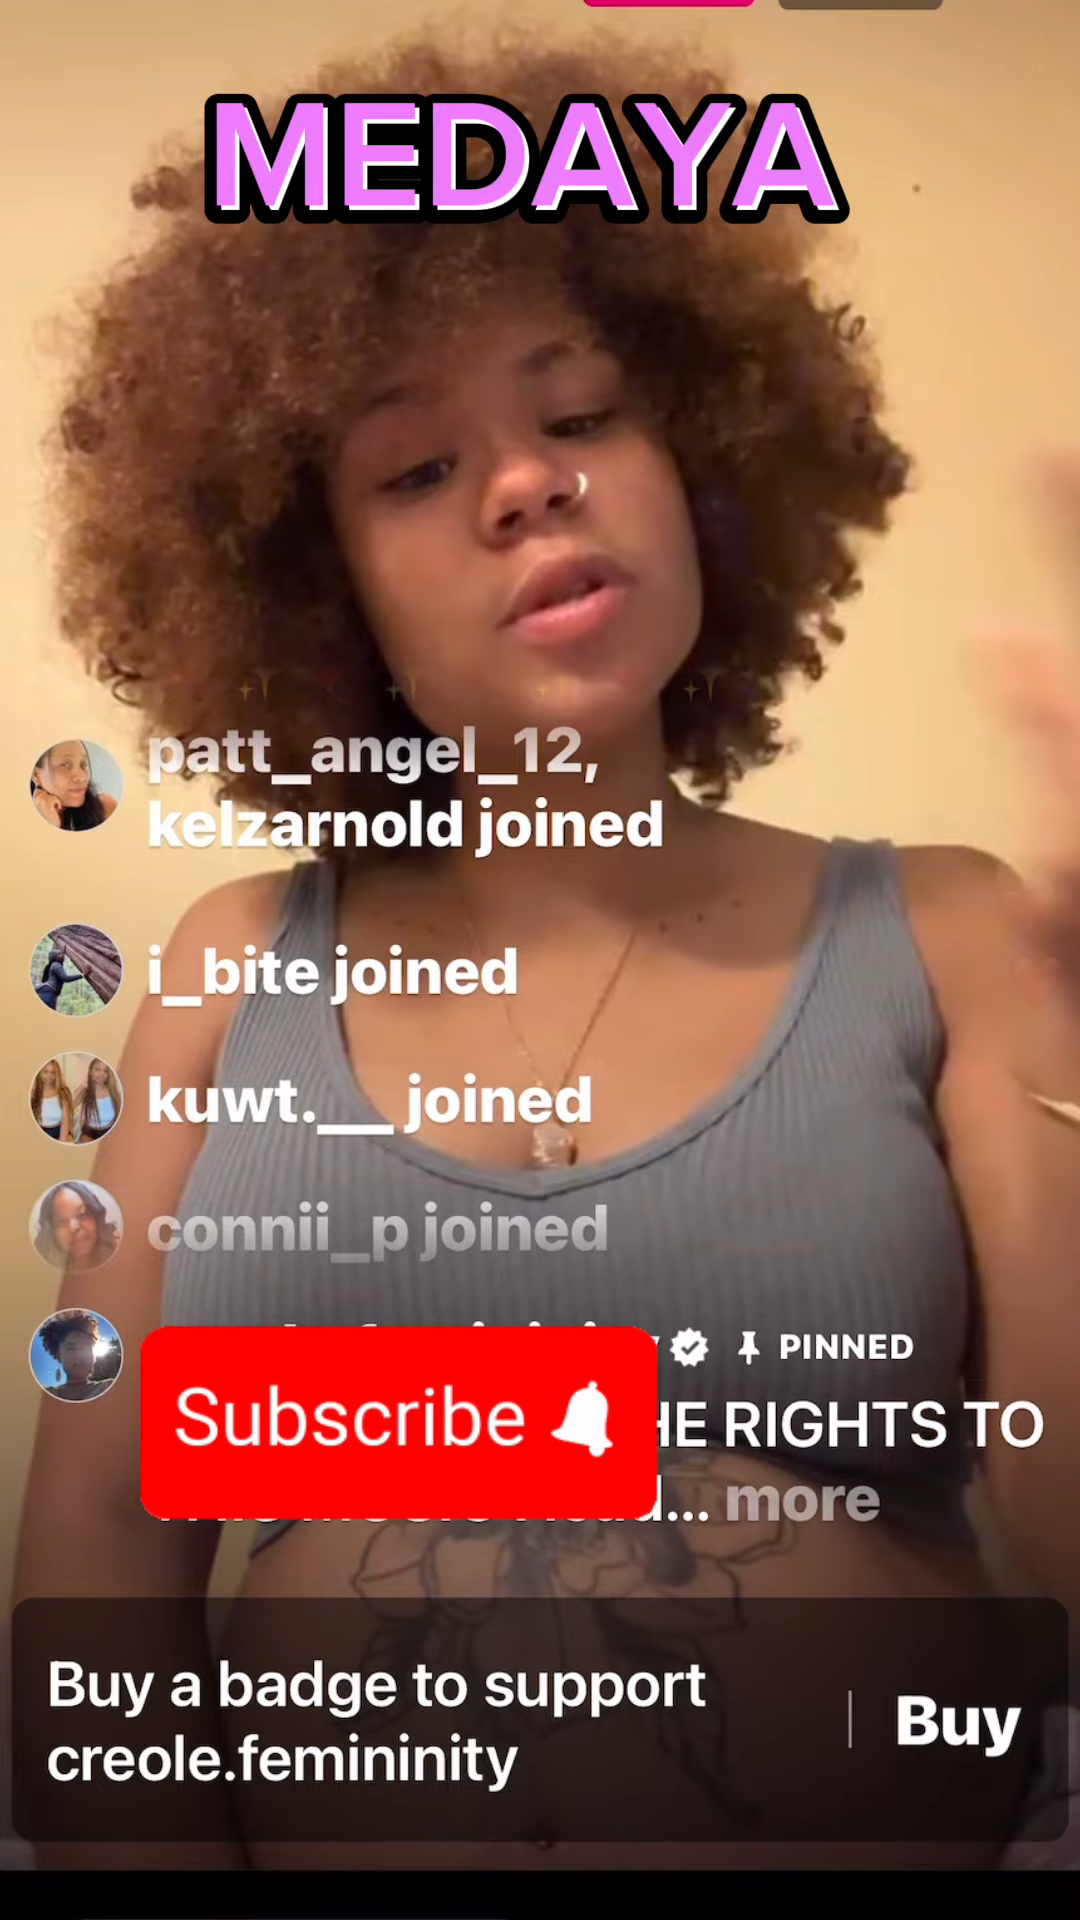 MEDAYA
patt_angel_12,
kelzarnold joined
i_bite joined
kuwt.__ joined
connii_p joined
PINNED
Subscribe
RIGHTS TO
... more
Buy a badge to support
creole.femininity
Buy